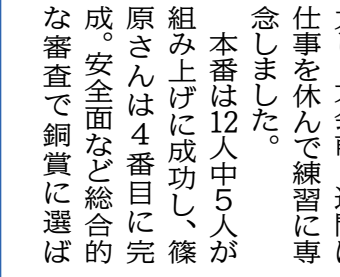 仕事を休んで練習に専
念しました。
本番は12人中5人が
組み上げに成功し、篠
原さんは4番目に完
成。安全面など総合的
な審査で銅賞に選ば